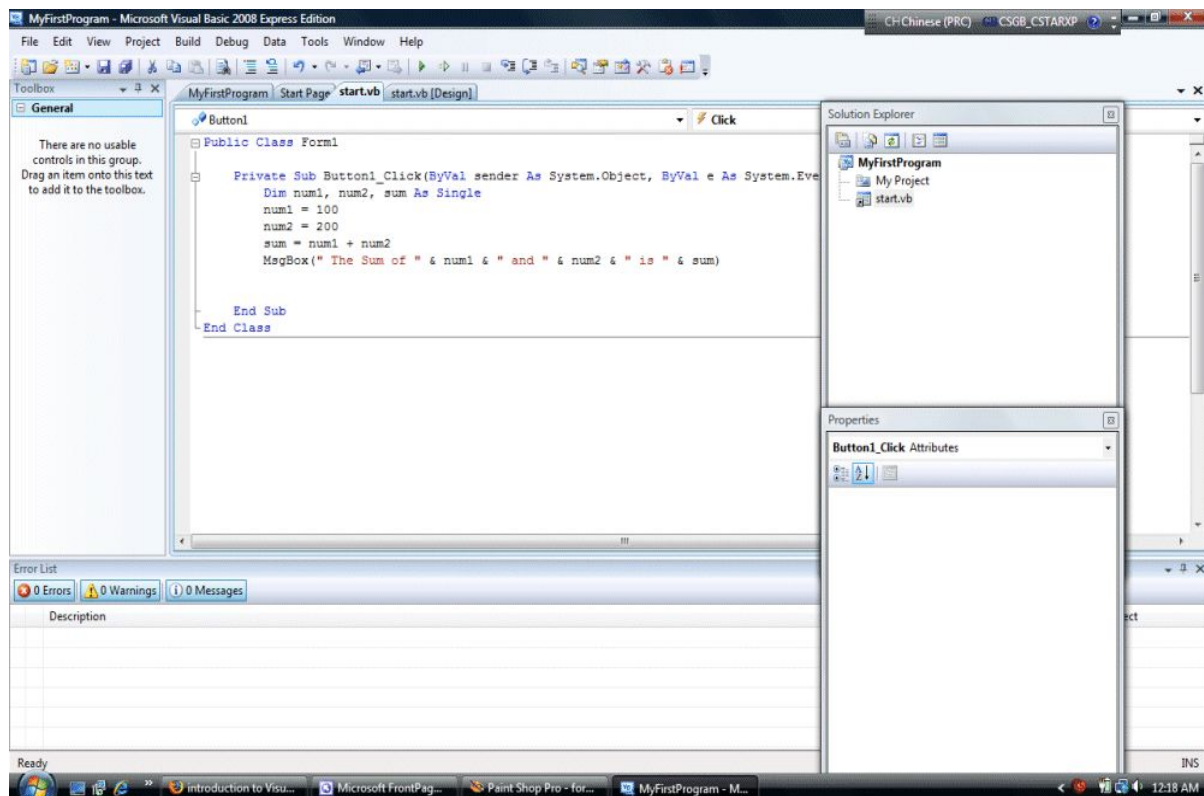 MyFirstProgram - Microsoft Visual Basic 2008 Express Edition
CH Chinese (PRC) CSGB_CSTARXP
File Edit View Project Build Debug Data Tools Window Help
Toolbox
General
There are no usable
controls in this group.
Drag an item onto this text
to add it to the toolbox.
MyFirstProgram Start Page start.vb start.vb [Design]
Button1 Click
Public Class Form1
Private Sub Button1_Click(ByVal sender As System.Object, ByVal e As System.Eve
Dim num1, num2, sum As Single
num1 = 100
num2 = 200
sum = num1 + num2
MsgBox(" The Sum of " & num1 & " and " & num2 & " is " & sum)
End Sub
End Class
Solution Explorer
MyFirstProgram
My Project
start.vb
Properties
Button1_Click Attributes
Error List
0 Errors 0 Warnings 0 Messages
Description ect
Ready INS
introduction to Visu... Microsoft FrontPag... Paint Shop Pro - for... MyFirstProgram - M... 12:18 AM